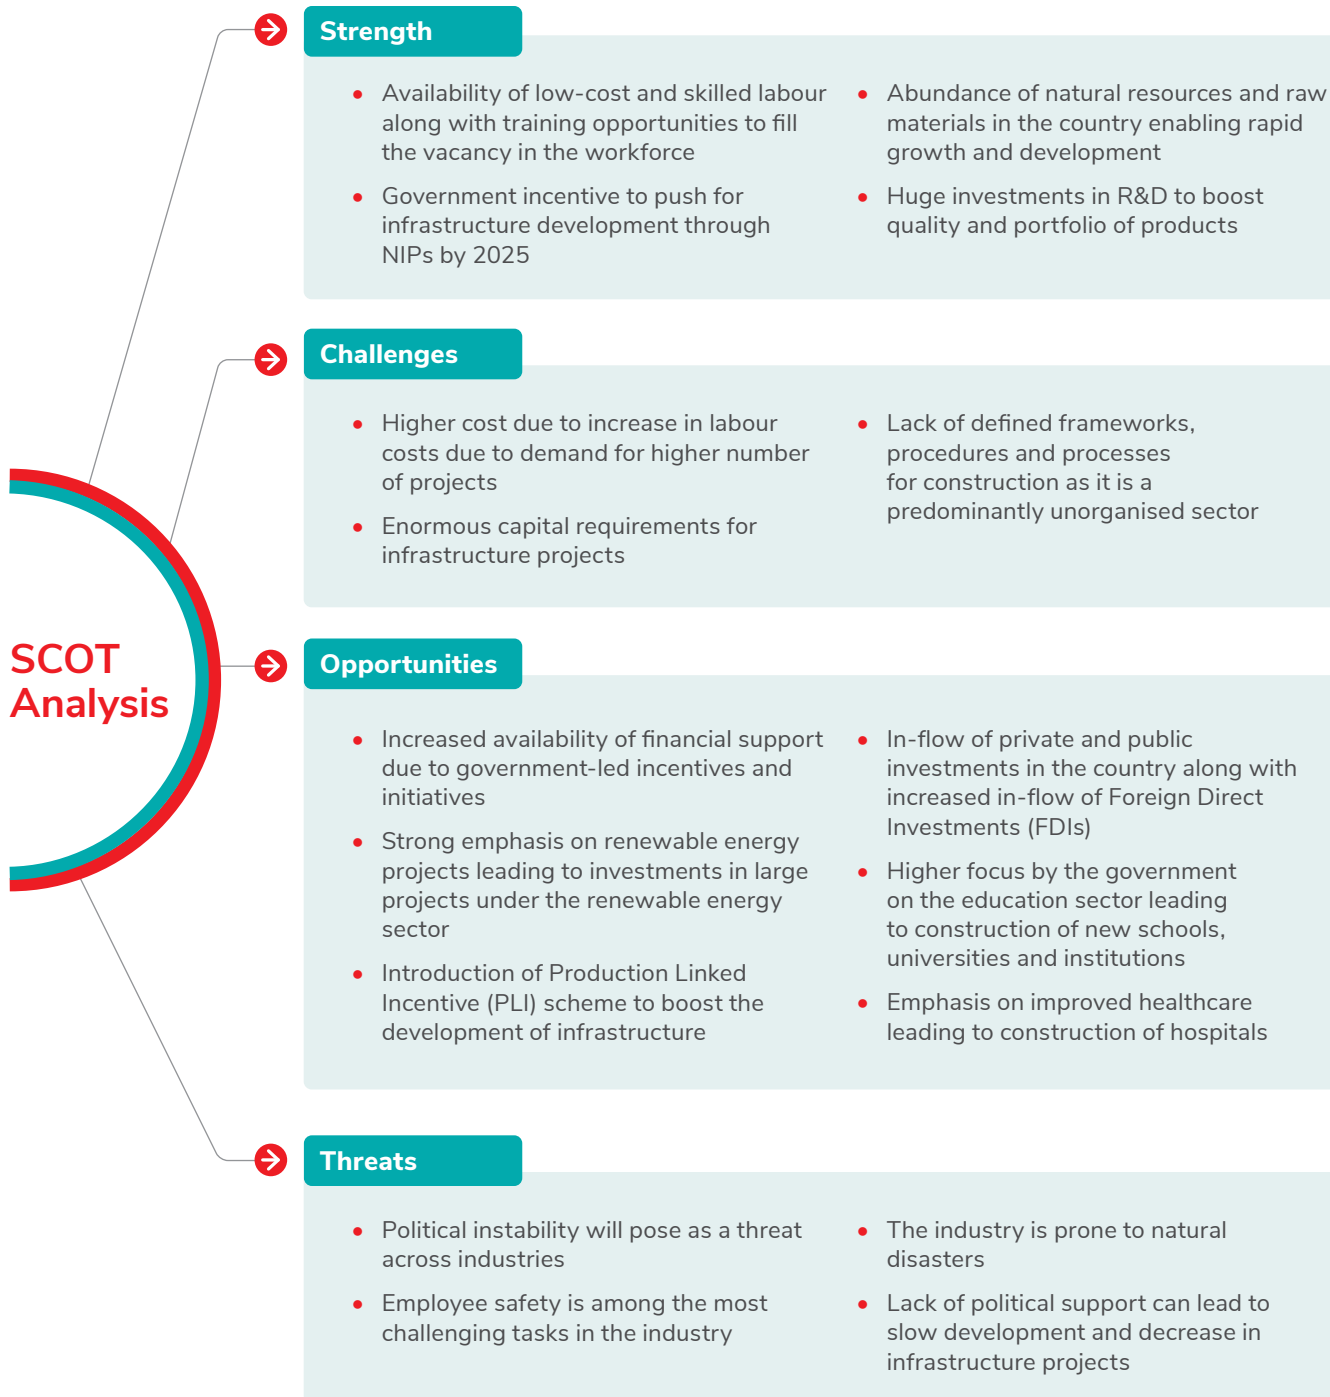 SCOT
Analysis
Strength
Availability of low-cost and skilled labour
along with training opportunities to fill
the vacancy in the workforce
Government incentive to push for
infrastructure development through
NIPs by 2025
Abundance of natural resources and raw
materials in the country enabling rapid
growth and development
Huge investments in R&D to boost
quality and portfolio of products
Challenges
Higher cost due to increase in labour
costs due to demand for higher number
of projects
Enormous capital requirements for
infrastructure projects
Lack of defined frameworks,
procedures and processes
for construction as it is a
predominantly unorganised sector
Opportunities
Increased availability of financial support
due to government-led incentives and
initiatives
Strong emphasis on renewable energy
projects leading to investments in large
projects under the renewable energy
sector
Introduction of Production Linked
Incentive (PLI) scheme to boost the
development of infrastructure
In-flow of private and public
investments in the country along with
increased in-flow of Foreign Direct
Investments (FDIs)
Higher focus by the government
on the education sector leading
to construction of new schools,
universities and institutions
Emphasis on improved healthcare
leading to construction of hospitals
Threats
Political instability will pose as a threat
across industries
Employee safety is among the most
challenging tasks in the industry
The industry is prone to natural
disasters
Lack of political support can lead to
slow development and decrease in
infrastructure projects